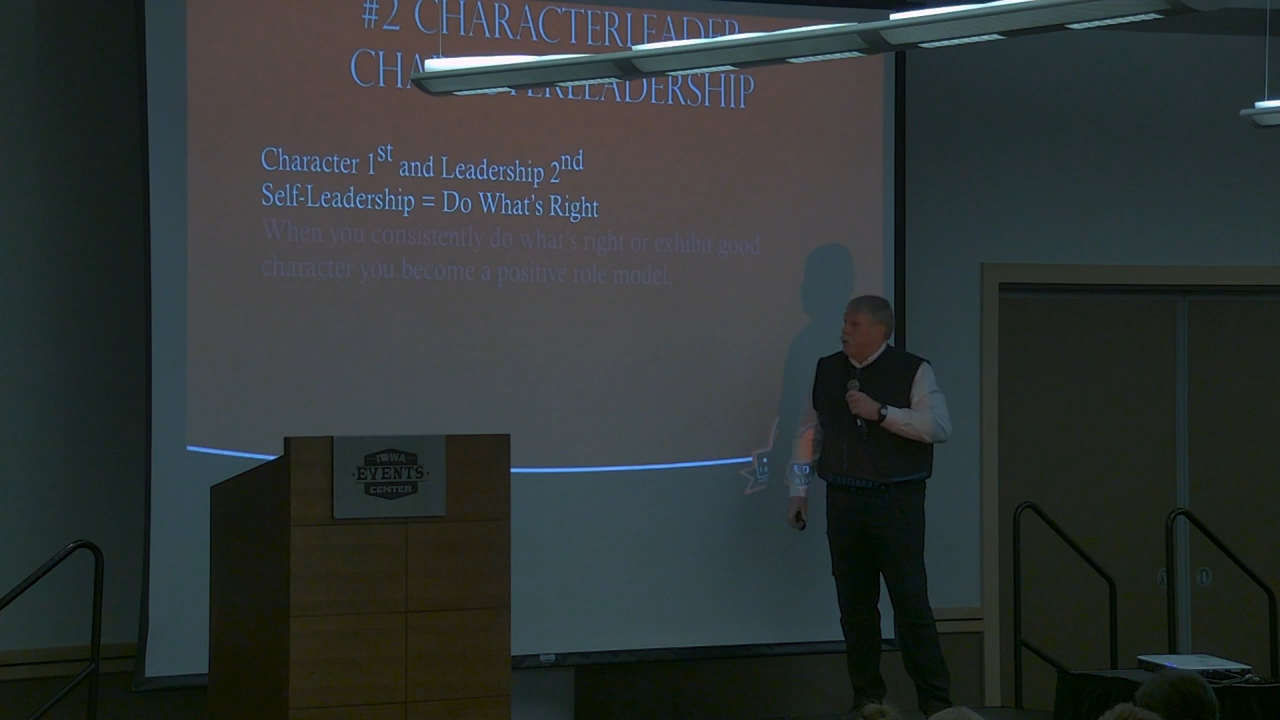 #2 CHARACTERLEADER
CHARACTERLEADERSHIP
Character 1st and Leadership 2nd
Self-Leadership = Do What's Right
When you consistently do what's right or exhibit good
character you become a positive role model.
IOWA
EVENTS
CENTER